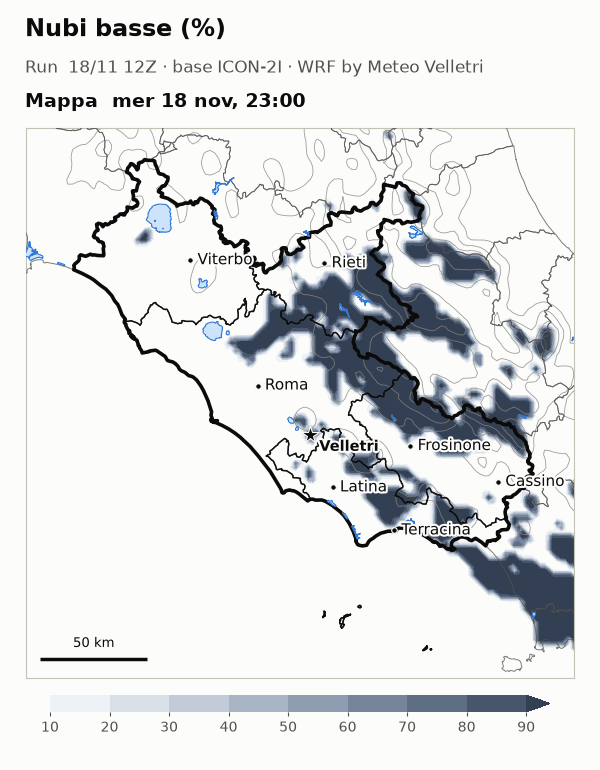 Nubi basse (%)
Run  18/11 12Z · base ICON-2I · WRF by Meteo Velletri
Mappa  mer 18 nov, 23:00
Viterbo
Rieti
Roma
Velletri
Frosinone
Cassino
Latina
Terracina
50 km
10 20 30 40 50 60 70 80 90